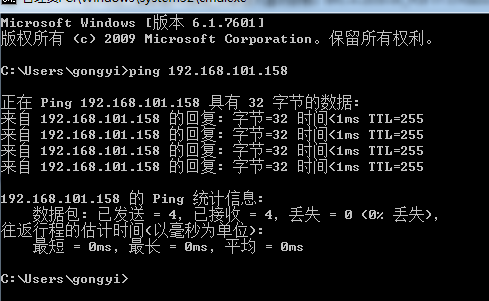 Microsoft Windows [版本 6.1.7601]
版权所有 (c) 2009 Microsoft Corporation。保留所有权利。
C:\Users\gongyi>ping 192.168.101.158
正在 Ping 192.168.101.158 具有 32 字节的数据:
来自 192.168.101.158 的回复: 字节=32 时间<1ms TTL=255
来自 192.168.101.158 的回复: 字节=32 时间<1ms TTL=255
来自 192.168.101.158 的回复: 字节=32 时间<1ms TTL=255
来自 192.168.101.158 的回复: 字节=32 时间<1ms TTL=255
192.168.101.158 的 Ping 统计信息:
数据包: 已发送 = 4，已接收 = 4，丢失 = 0 (0% 丢失)，
往返行程的估计时间(以毫秒为单位):
最短 = 0ms，最长 = 0ms，平均 = 0ms
C:\Users\gongyi>